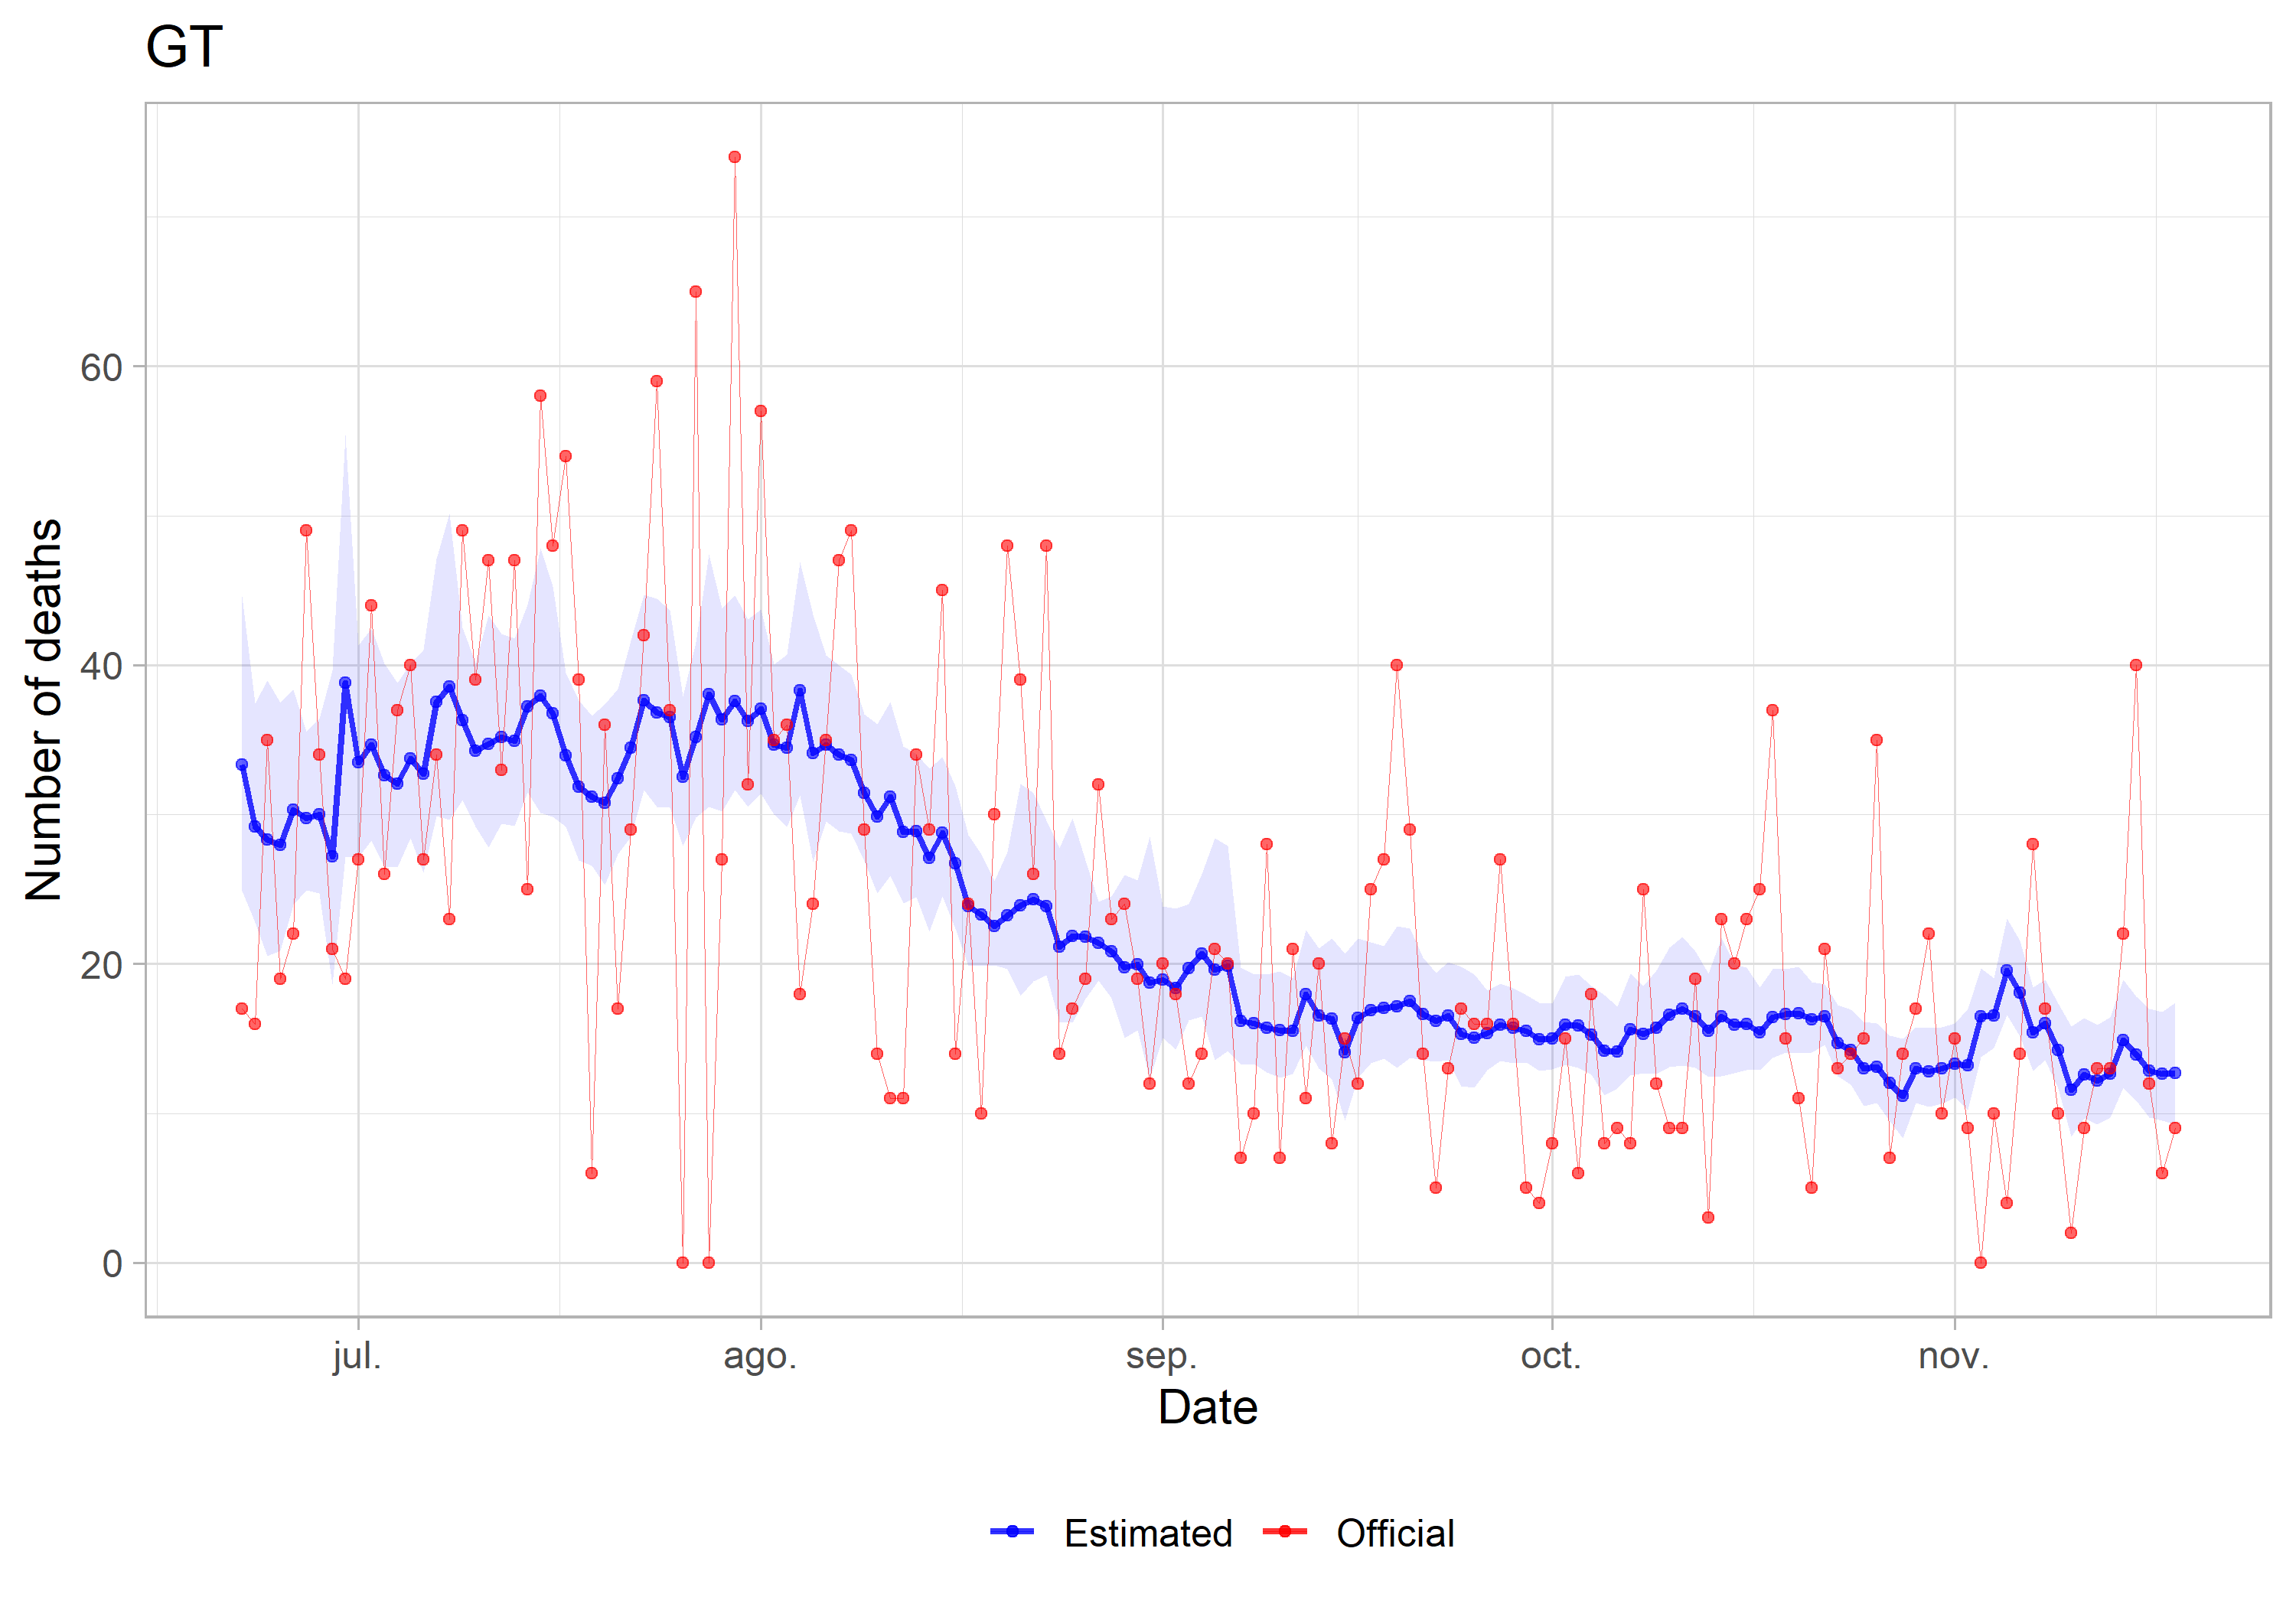 GT
Number of deaths
60
40
20
0
jul.
ago.
sep.
oct.
nov.
Date
Estimated
Official